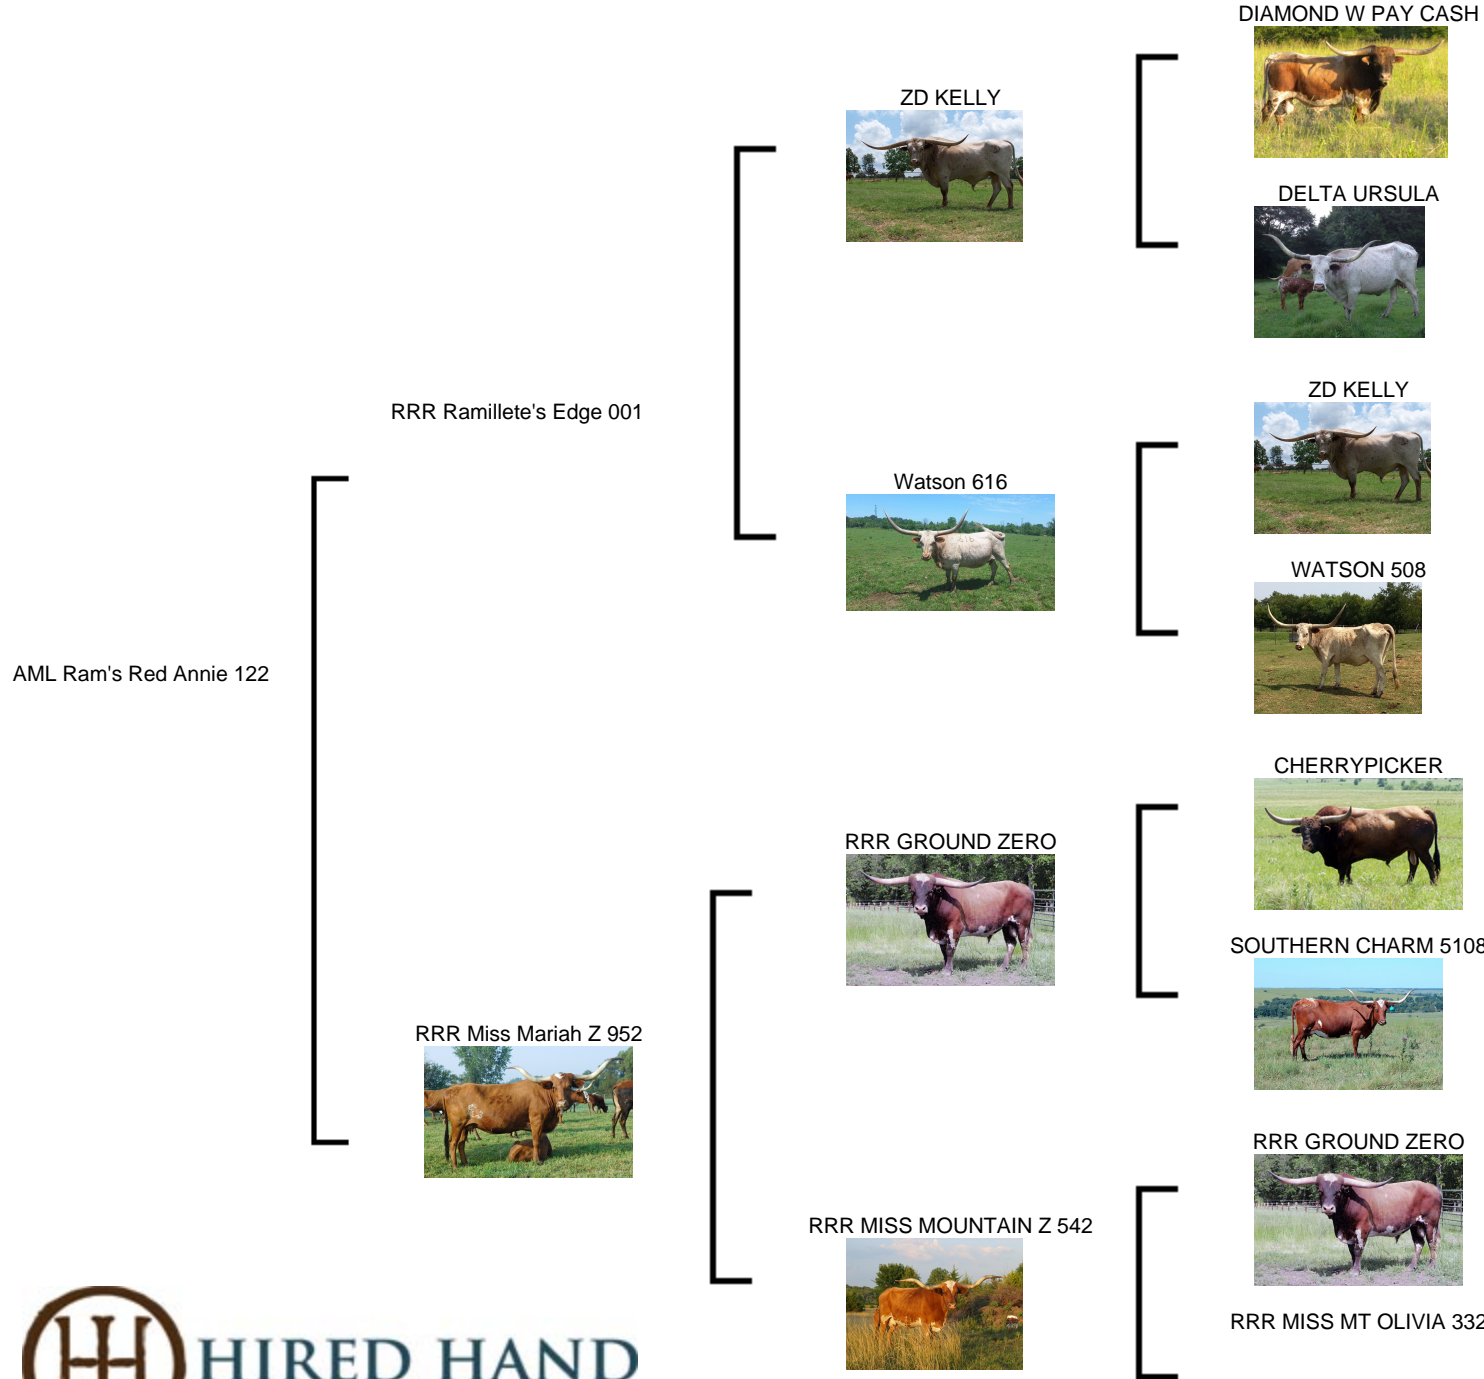 DIAMOND W PAY CASH
ZD KELLY
DELTA URSULA
RRR Ramillete's Edge 001
ZD KELLY
Watson 616
WATSON 508
AML Ram's Red Annie 122
CHERRYPICKER
RRR GROUND ZERO
SOUTHERN CHARM 5108
RRR Miss Mariah Z 952
RRR GROUND ZERO
RRR MISS MOUNTAIN Z 542
RRR MISS MT OLIVIA 332
HIRED HAND